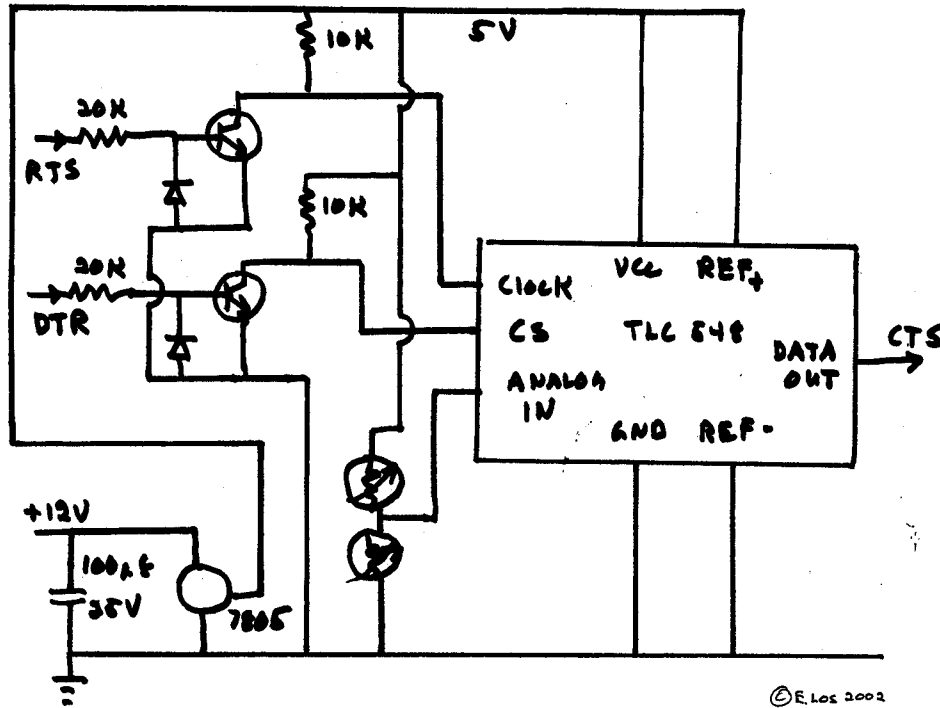 5V
10K
20K
RTS
10K
20K
DTR
CLOCK
VCC REF+
CS TLC 548
DATA OUT
CTS
ANALOG IN
GND REF-
+12V
100µf
35V
7805
© E. LOS 2002